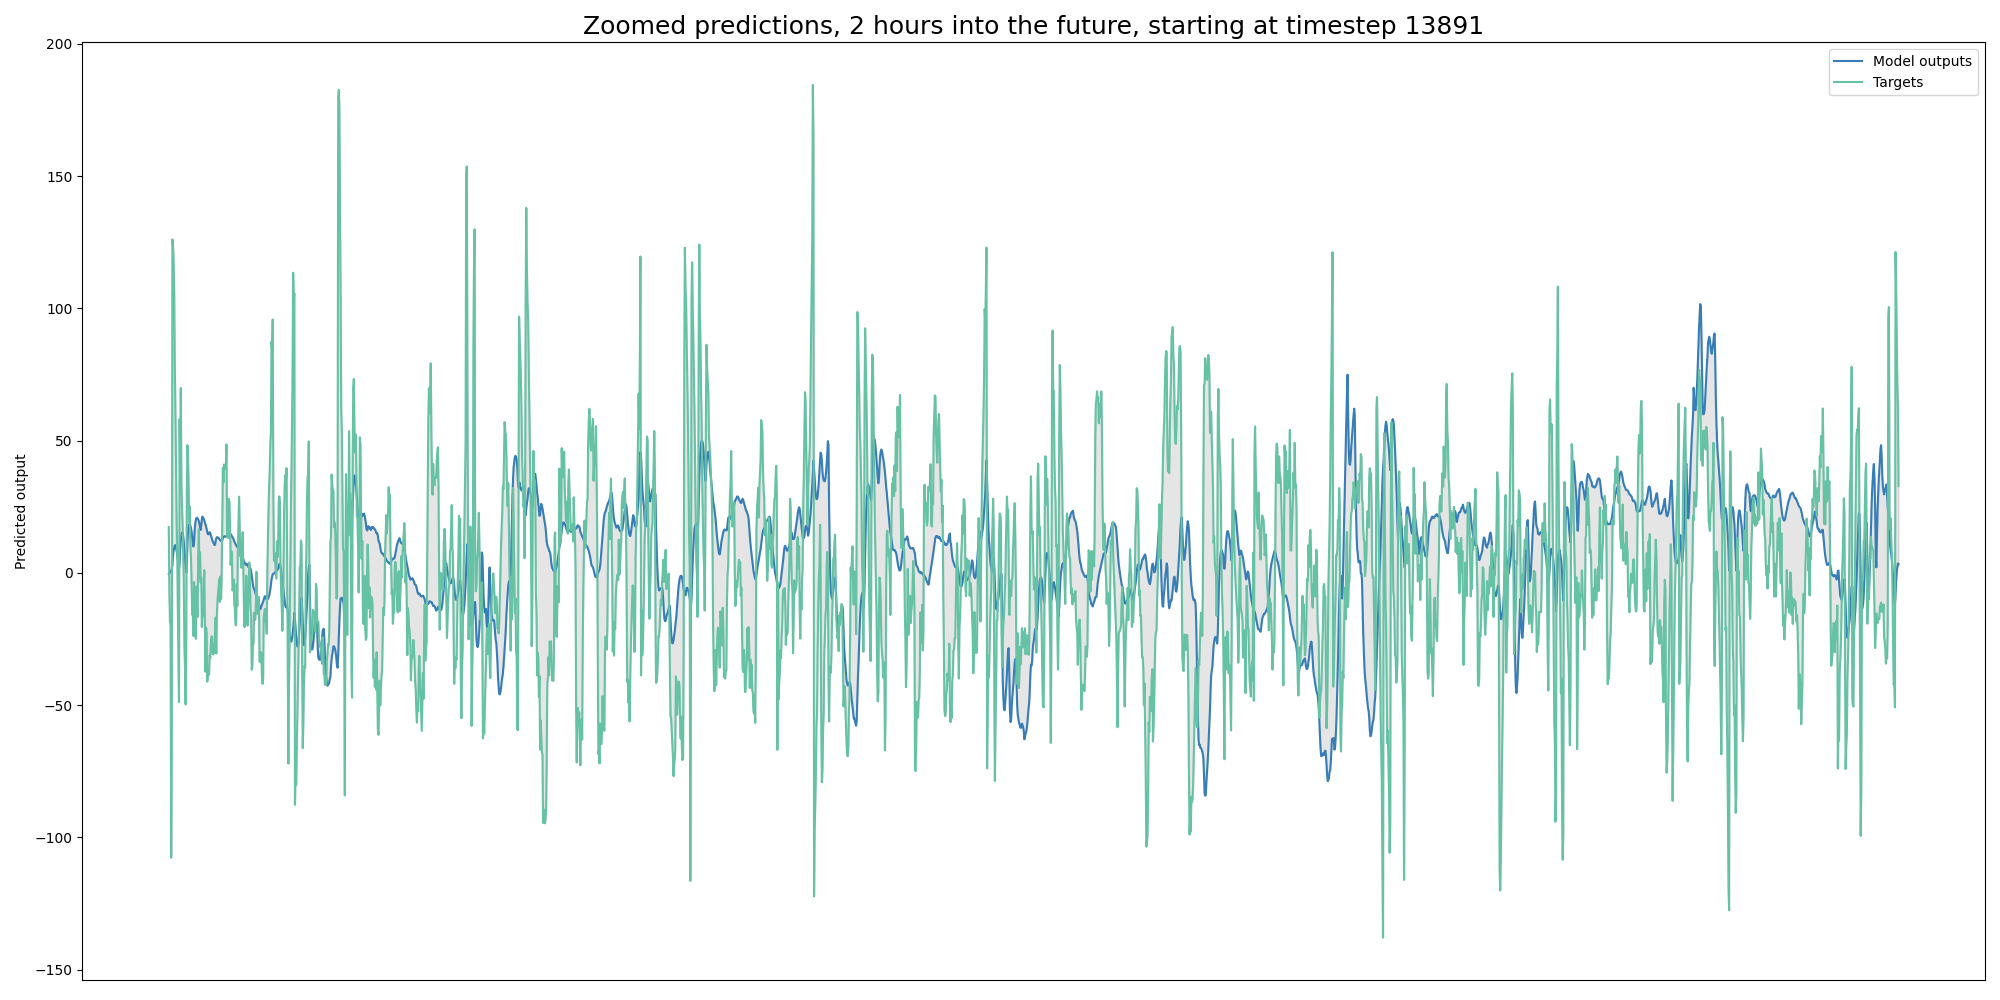 Zoomed predictions, 2 hours into the future, starting at timestep 13891
Model outputs
Targets
Predicted output
200
150
100
50
0
−50
−100
−150